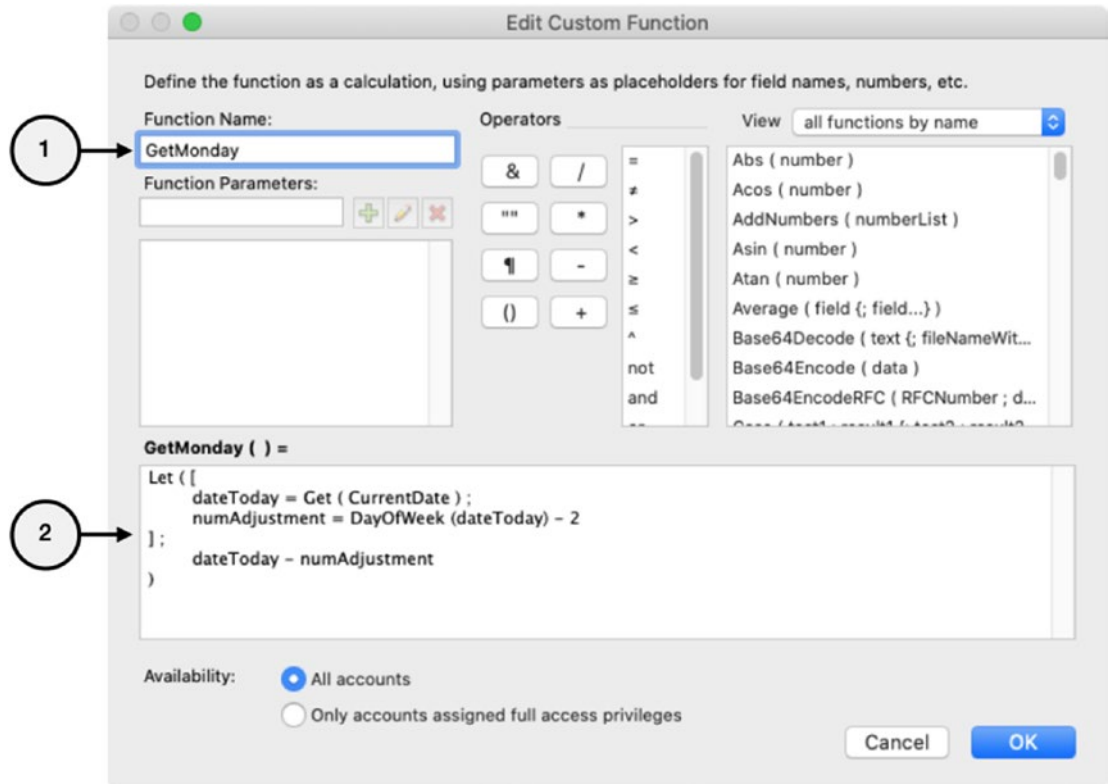 Edit Custom Function
Define the function as a calculation, using parameters as placeholders for field names, numbers, etc.
Function Name:
Operators
View all functions by name
1
GetMonday
Function Parameters:
& /
"" *
¶ -
() +
=
≠
>
<
≥
≤
^
not
and
Abs ( number )
Acos ( number )
AddNumbers ( numberList )
Asin ( number )
Atan ( number )
Average ( field {; field...} )
Base64Decode ( text {; fileNameWit...
Base64Encode ( data )
Base64EncodeRFC ( RFCNumber ; d...
GetMonday ( ) =
2
Let ( [
dateToday = Get ( CurrentDate ) ;
numAdjustment = DayOfWeek (dateToday) - 2
] ;
dateToday - numAdjustment
)
Availability:
All accounts
Only accounts assigned full access privileges
Cancel
OK